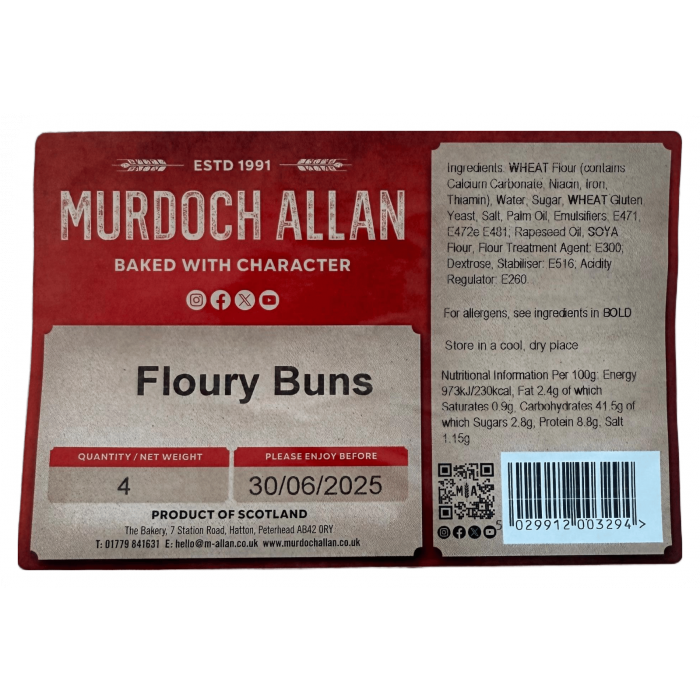 ESTD 1991
MURDOCH ALLAN
BAKED WITH CHARACTER
Floury Buns
QUANTITY / NET WEIGHT
4
PLEASE ENJOY BEFORE
30/06/2025
PRODUCT OF SCOTLAND
The Bakery, 7 Station Road, Hatton, Peterhead AB42 0RY
T: 01779 841631 E: hello@m-allan.co.uk www.murdochallan.co.uk
Ingredients: WHEAT Flour (contains
Calcium Carbonate, Niacin, Iron,
Thiamin), Water, Sugar, WHEAT Gluten,
Yeast, Salt, Palm Oil, Emulsifiers: E471,
E472e E481; Rapeseed Oil, SOYA
Flour, Flour Treatment Agent: E300;
Dextrose, Stabiliser: E516; Acidity
Regulator: E260.
For allergens, see ingredients in BOLD
Store in a cool, dry place
Nutritional Information Per 100g: Energy
973kJ/230kcal, Fat 2.4g of which
Saturates 0.9g, Carbohydrates 41.5g of
which Sugars 2.8g, Protein 8.8g, Salt
1.15g
M A
5 029912 003294 >